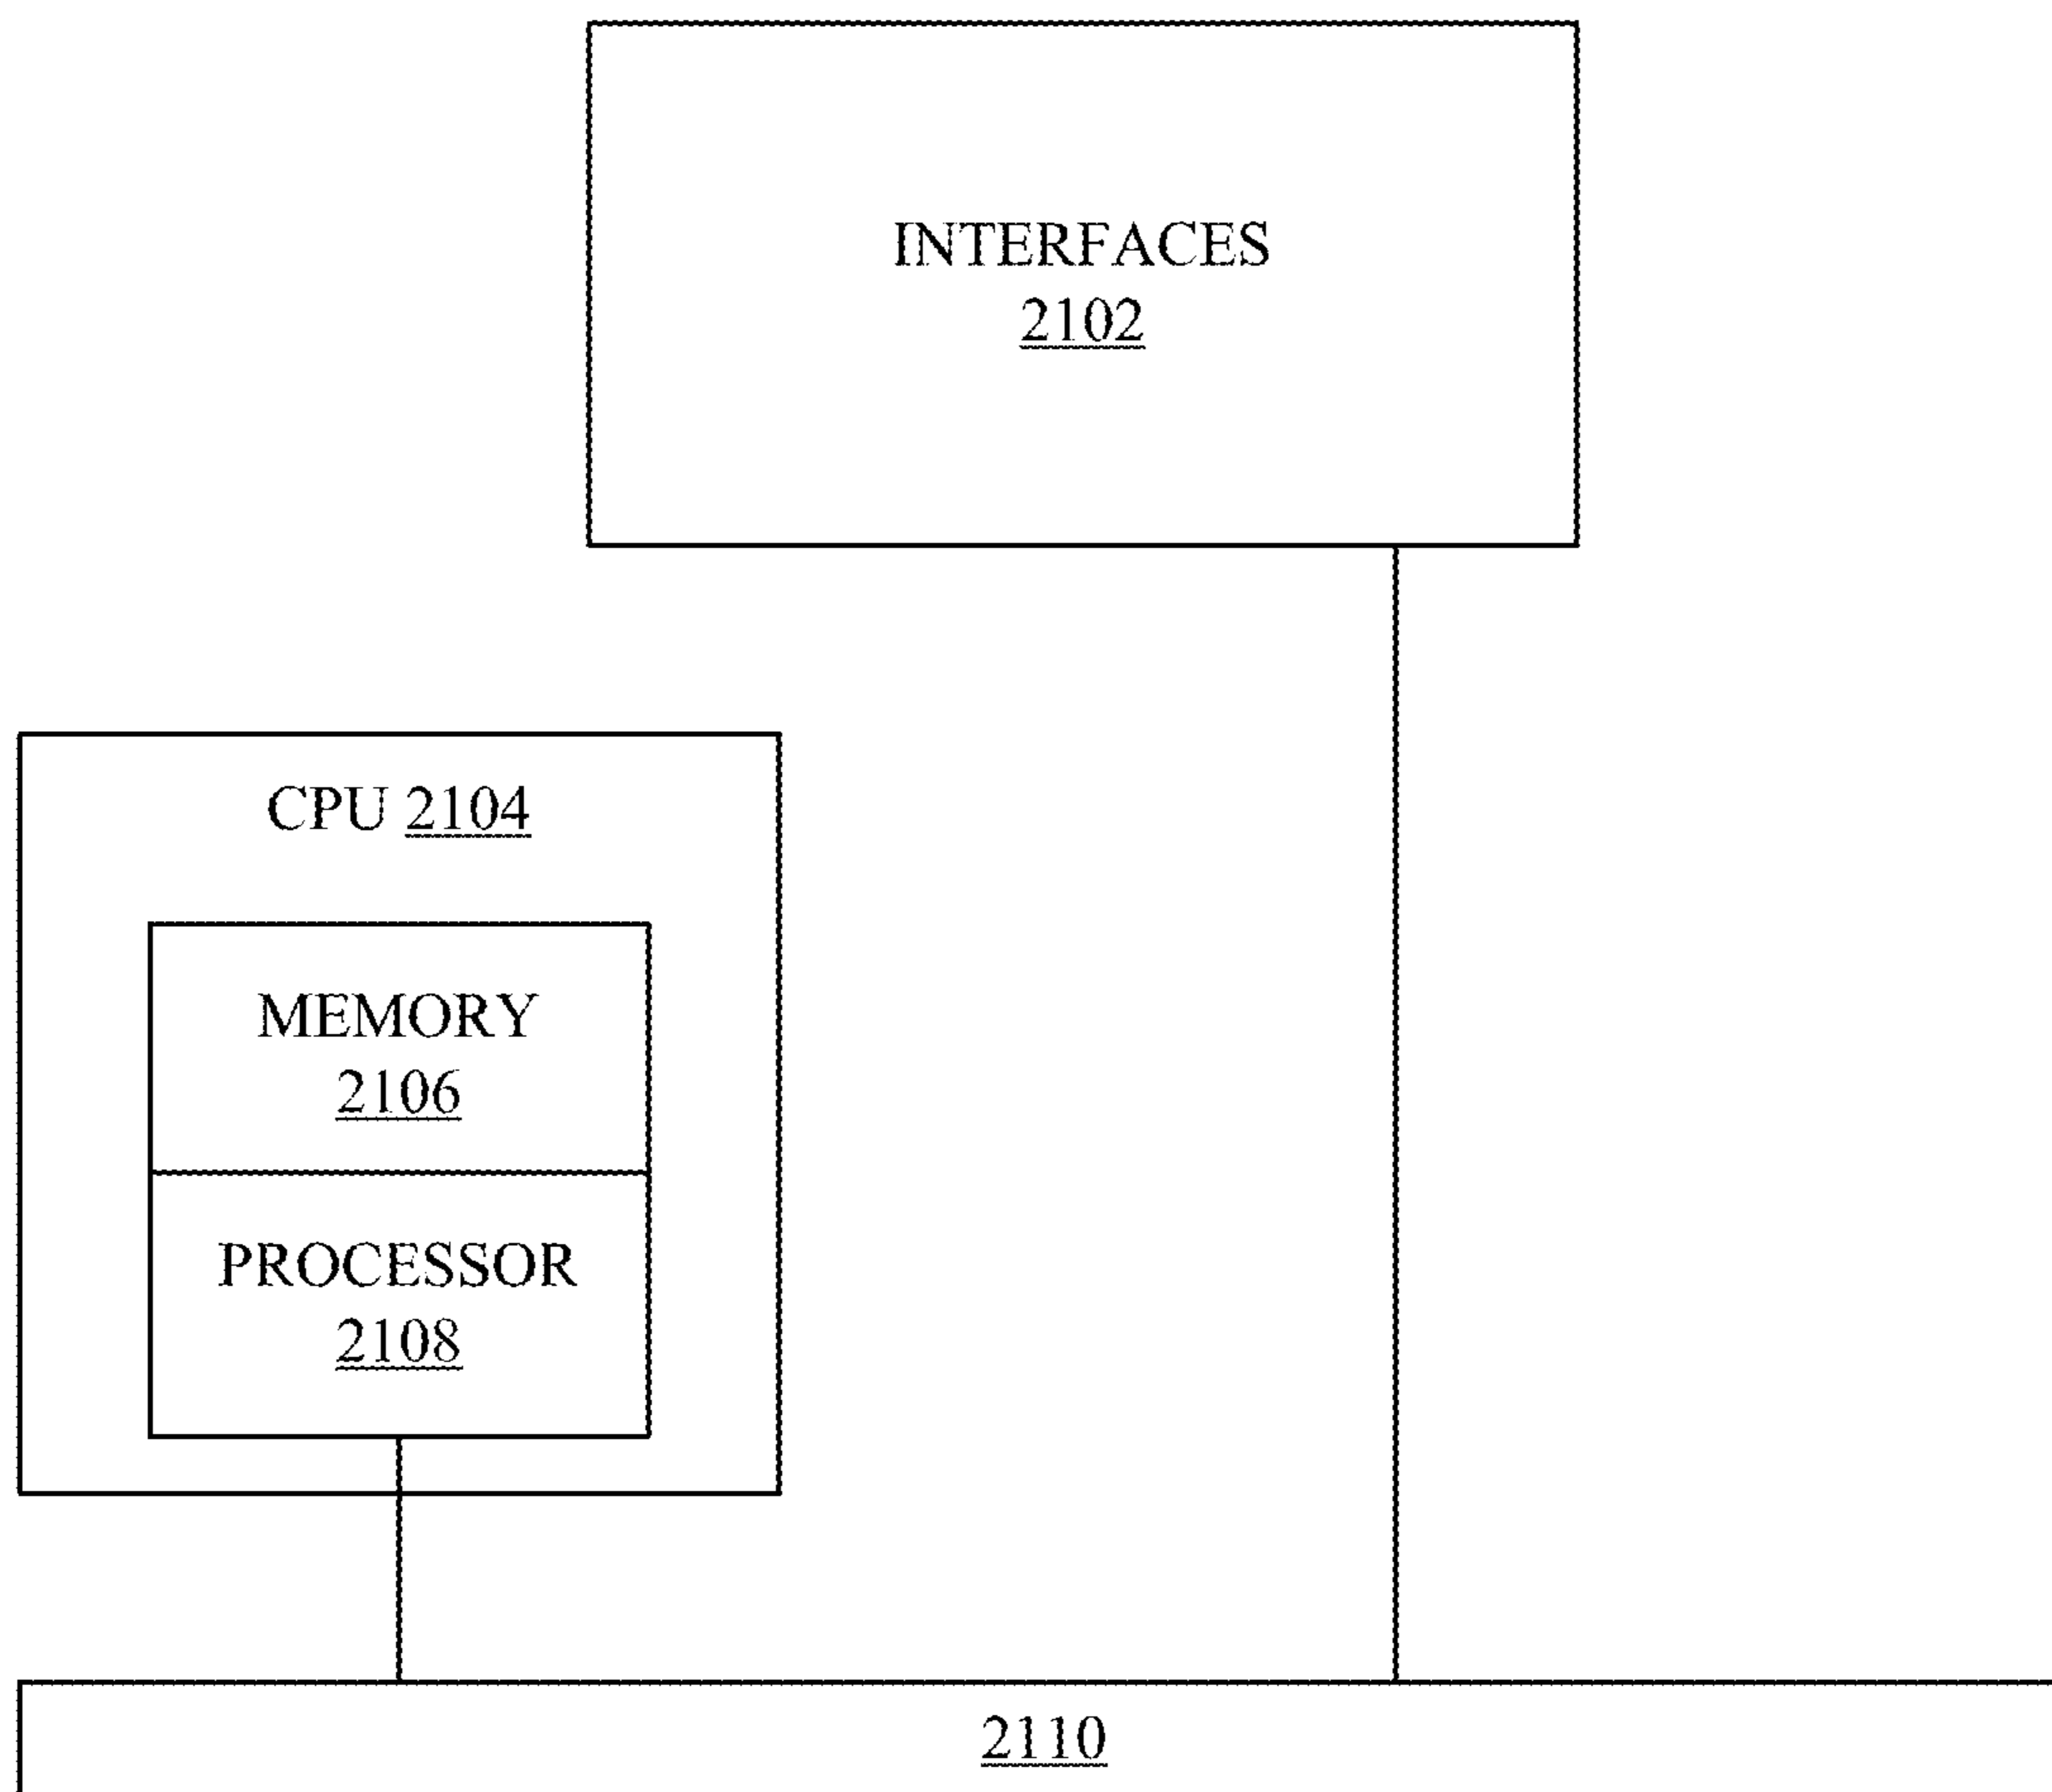 INTERFACES
2102
CPU 2104
MEMORY
2106
PROCESSOR
2108
2110